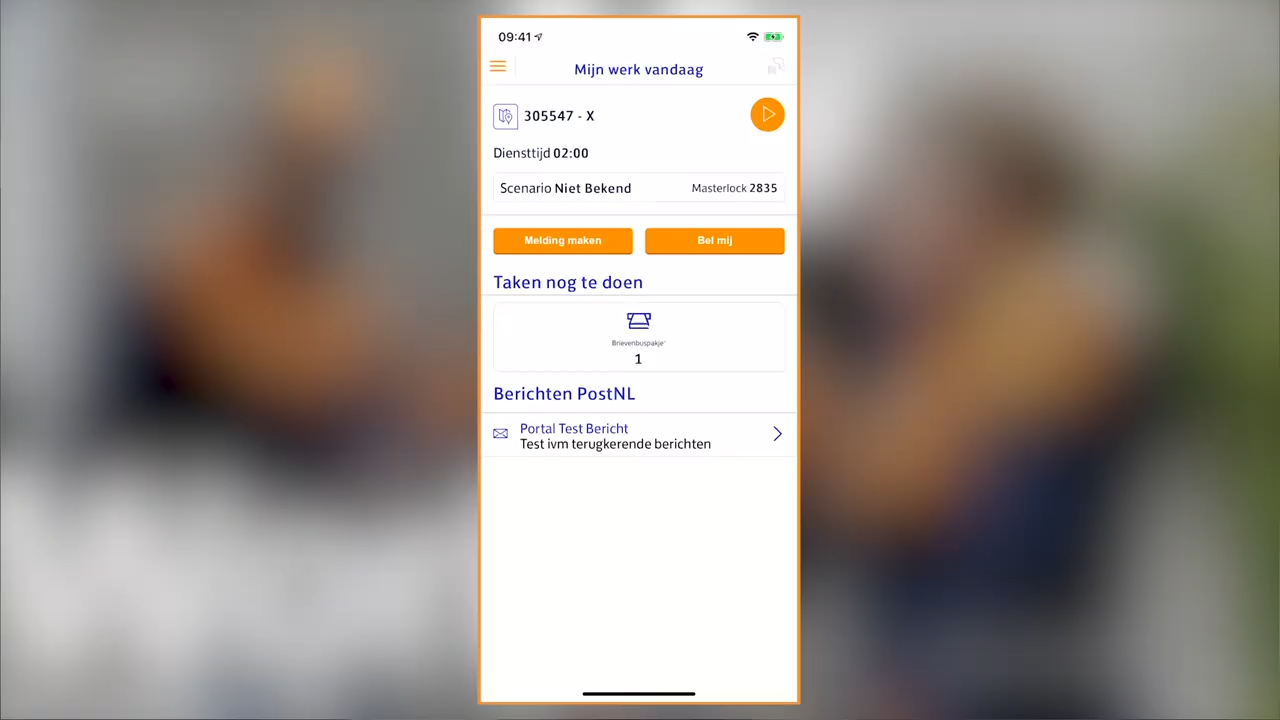 09:41
Mijn werk vandaag
305547 - X
Diensttijd 02:00
Scenario Niet Bekend Masterlock 2835
Melding maken Bel mij
Taken nog te doen
Brievenbuspakje⁺
1
Berichten PostNL
Portal Test Bericht
Test ivm terugkerende berichten